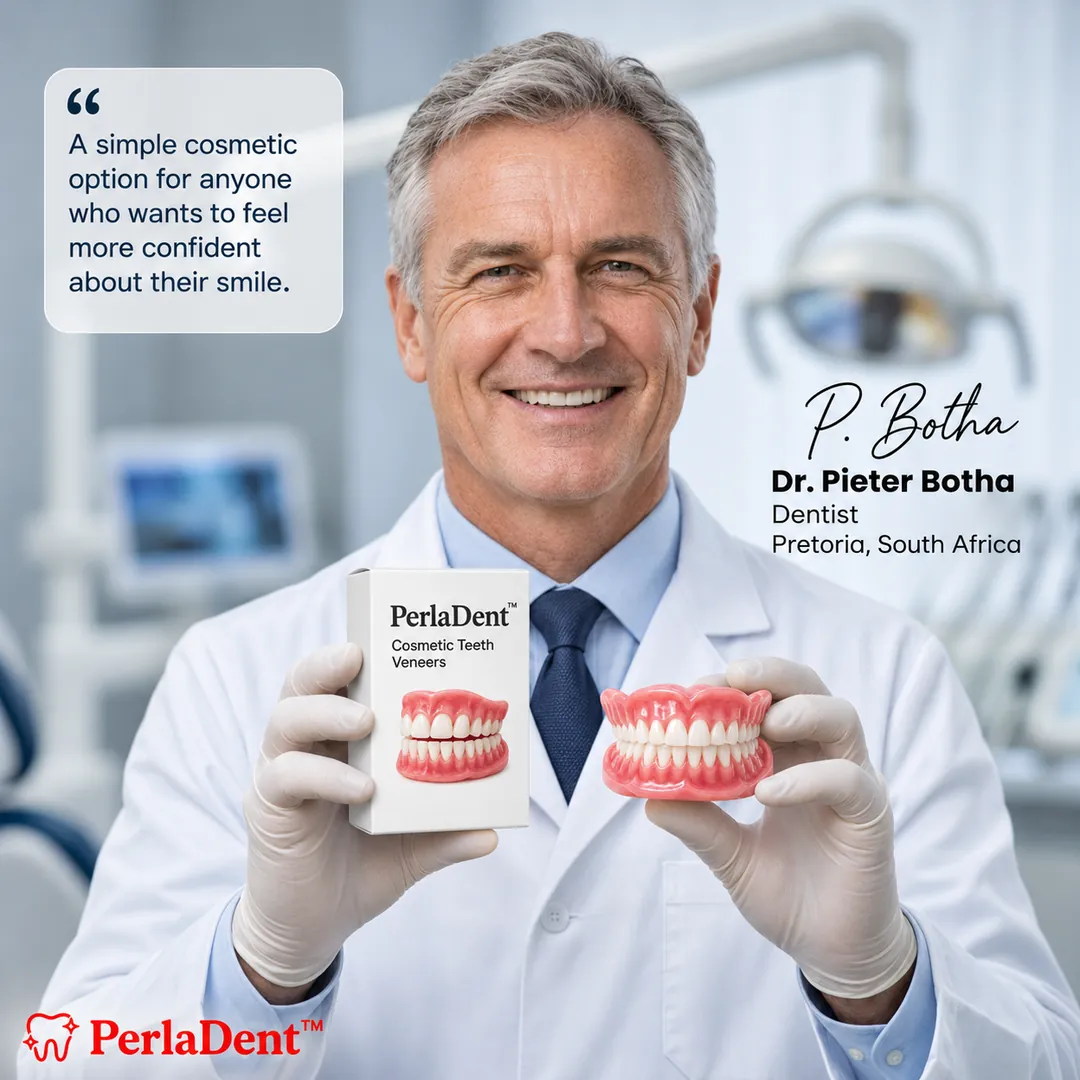 “
A simple cosmetic
option for anyone
who wants to feel
more confident
about their smile.
P. Botha
Dr. Pieter Botha
Dentist
Pretoria, South Africa
PerlaDent™
Cosmetic Teeth
Veneers
PerlaDent™